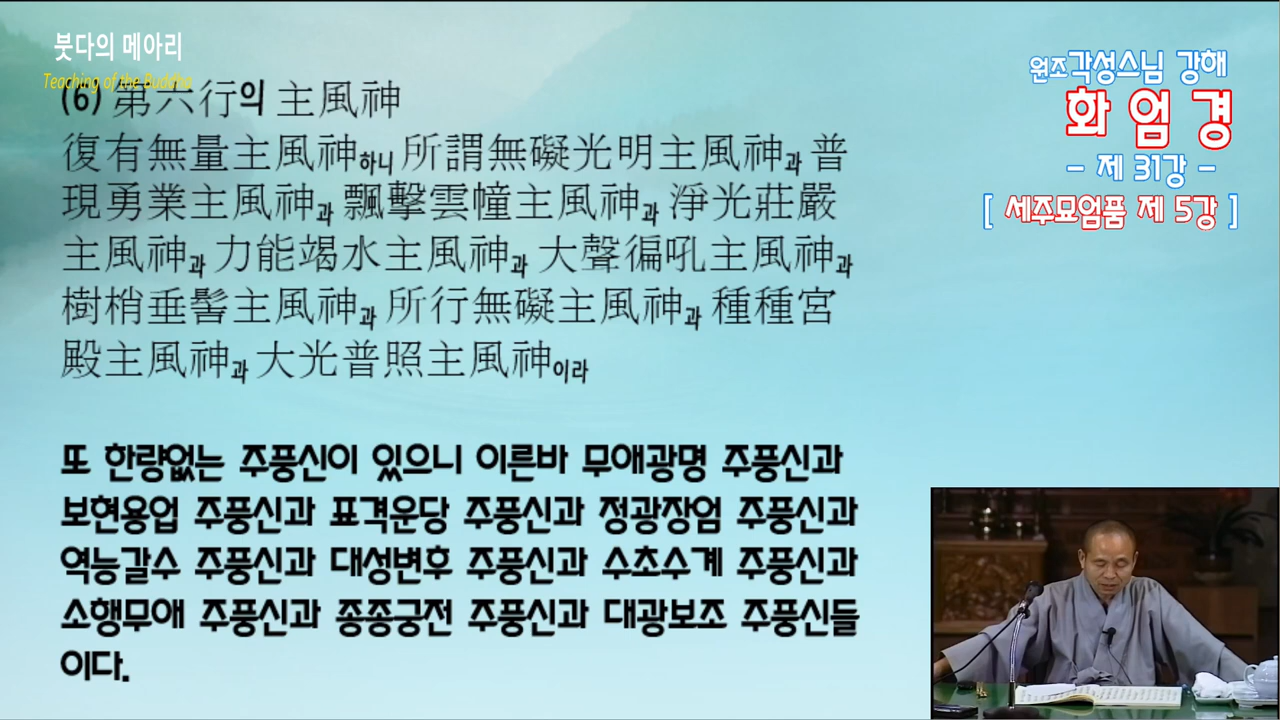 붓다의 메아리
Teaching of the Buddha
(6) 第六行의 主風神
復有無量主風神하니 所謂無礙光明主風神과 普
現勇業主風神과 飄擊雲幢主風神과 淨光莊嚴
主風神과 力能竭水主風神과 大聲徧吼主風神과
樹梢垂髻主風神과 所行無礙主風神과 種種宮
殿主風神과 大光普照主風神이라
또 한량없는 주풍신이 있으니 이른바 무애광명 주풍신과
보현용업 주풍신과 표격운당 주풍신과 정광장엄 주풍신과
역능갈수 주풍신과 대성변후 주풍신과 수초수계 주풍신과
소행무애 주풍신과 종종궁전 주풍신과 대광보조 주풍신들
이다.
원조각성스님 강해
화 엄 경
- 제 31강 -
[ 세주묘엄품 제 5강 ]